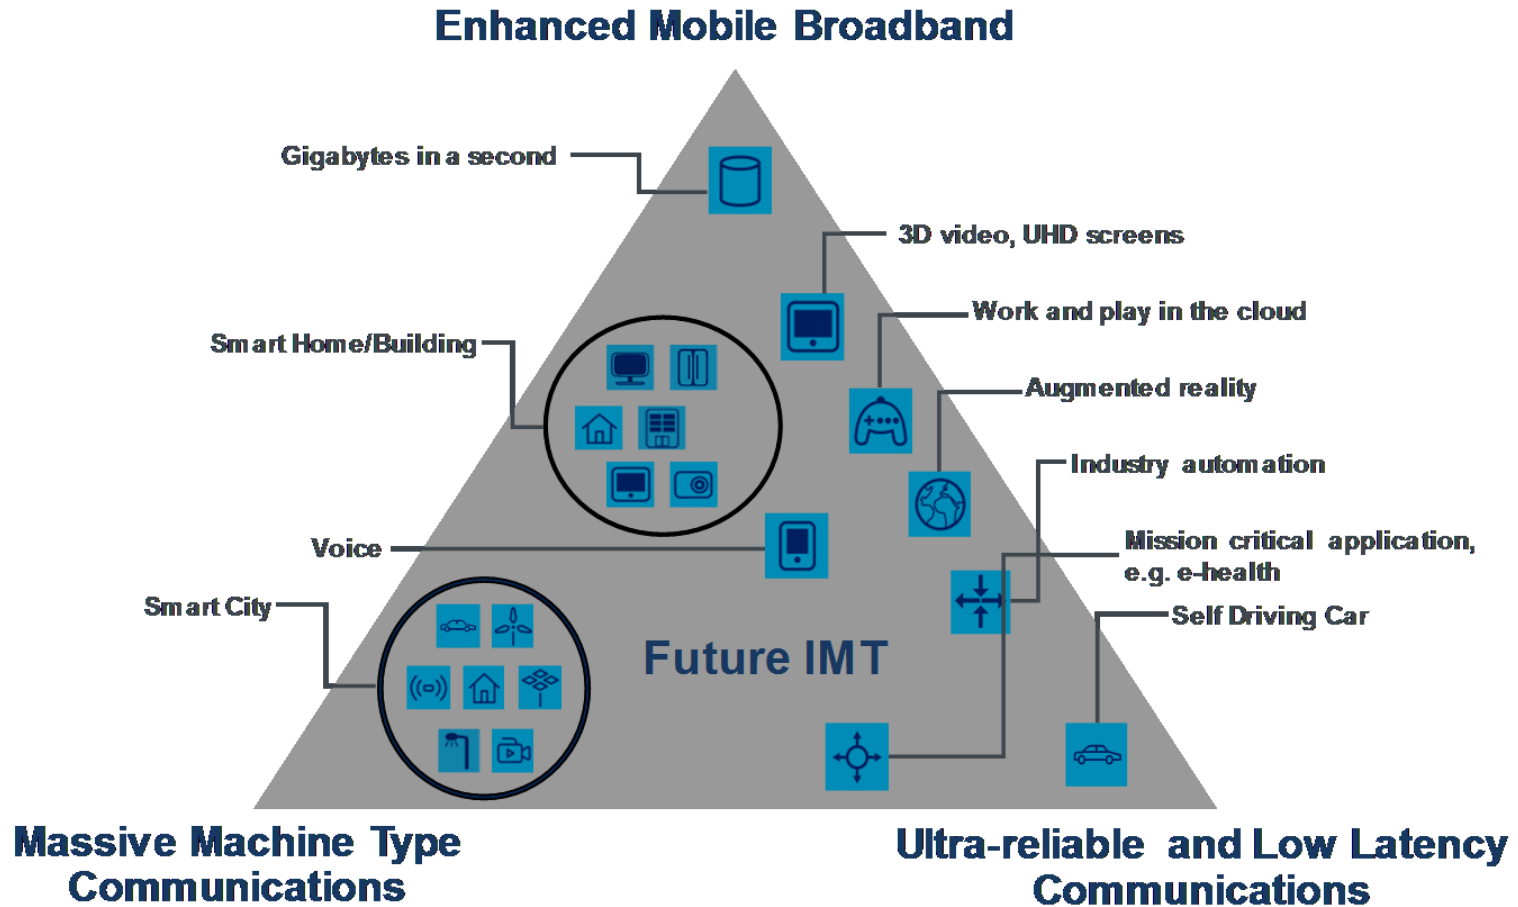 Enhanced Mobile Broadband
Gigabytes in a second
3D video, UHD screens
Work and play in the cloud
Smart Home/Building
Augmented reality
Industry automation
Voice
Mission critical application,
e.g. e-health
Smart City
Self Driving Car
Future IMT
Massive Machine Type
Communications
Ultra-reliable and Low Latency
Communications